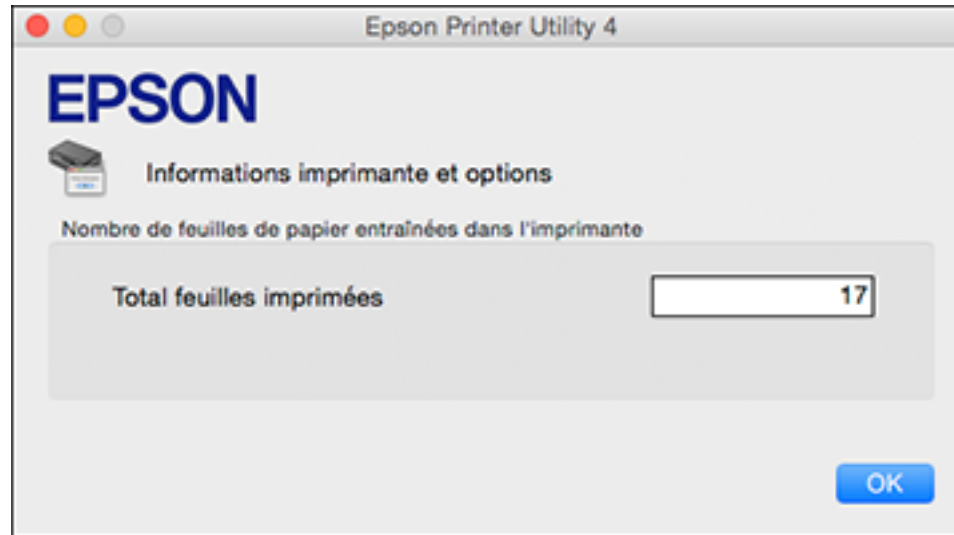 Epson Printer Utility 4
EPSON
Informations imprimante et options
Nombre de feuilles de papier entraînées dans l'imprimante
Total feuilles imprimées 17
OK